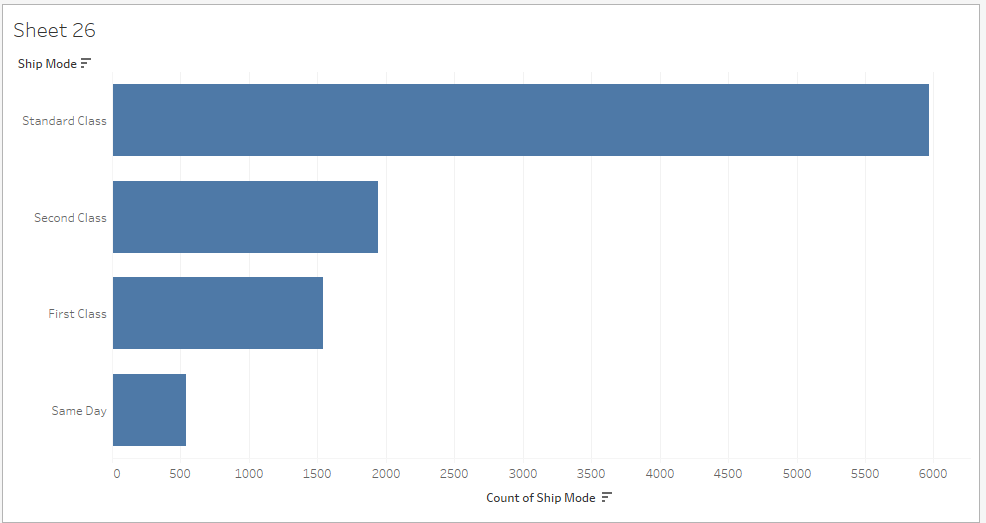 Sheet 26
Ship Mode
Standard Class
Second Class
First Class
Same Day
0 500 1000 1500 2000 2500 3000 3500 4000 4500 5000 5500 6000
Count of Ship Mode